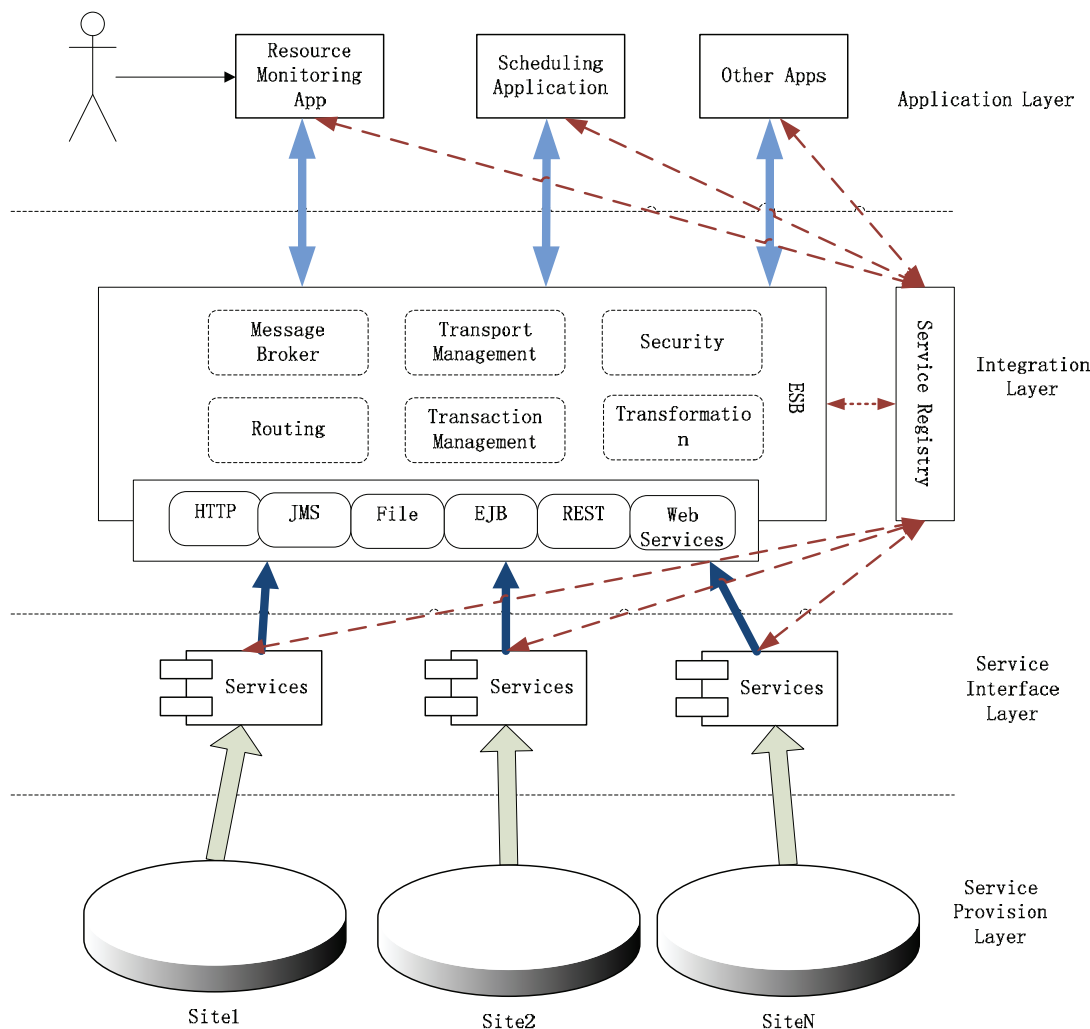 Resource
Monitoring
App
Scheduling
Application
Other Apps
Application Layer
Message
Broker
Transport
Management
Security
Routing
Transaction
Management
Transformatio
n
ESB
Service Registry
Integration
Layer
HTTP
JMS
File
EJB
REST
Web
Services
Services
Services
Services
Service
Interface
Layer
Service
Provision
Layer
Site1
Site2
SiteN